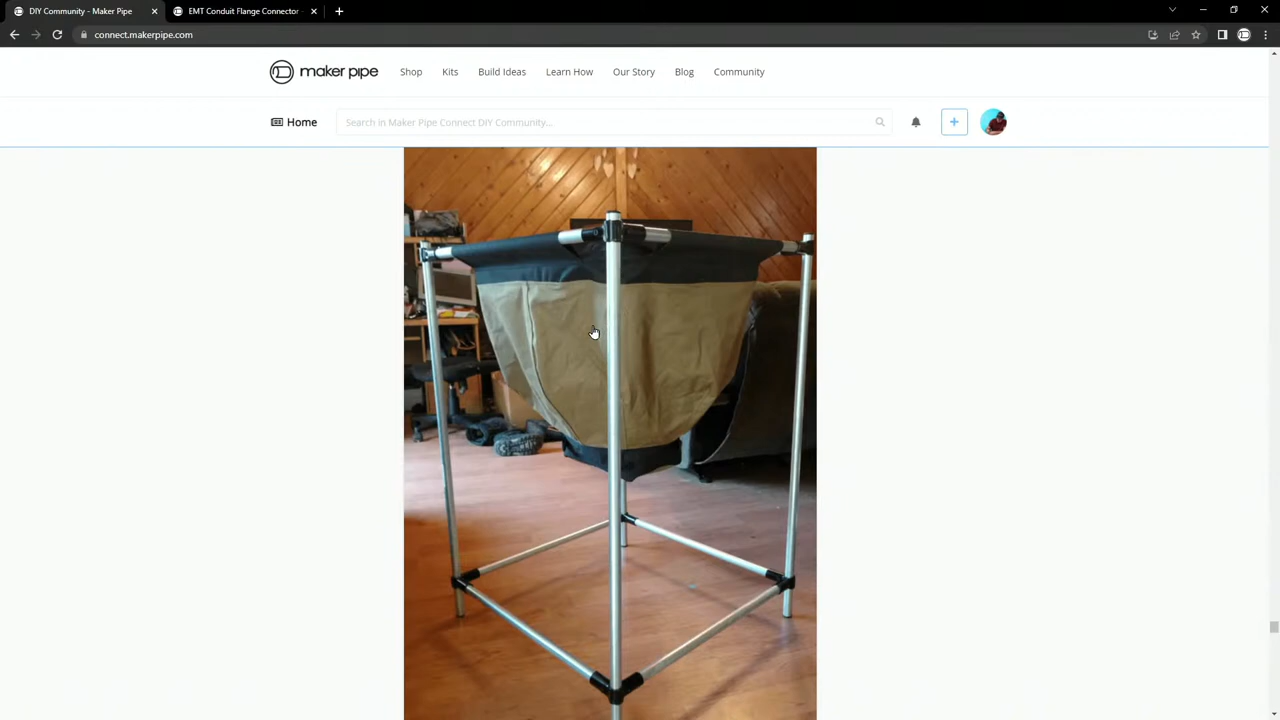 DIY Community - Maker Pipe
EMT Conduit Flange Connector
connect.makerpipe.com
maker pipe Shop Kits Build Ideas Learn How Our Story Blog Community
Home Search in Maker Pipe Connect DIY Community...